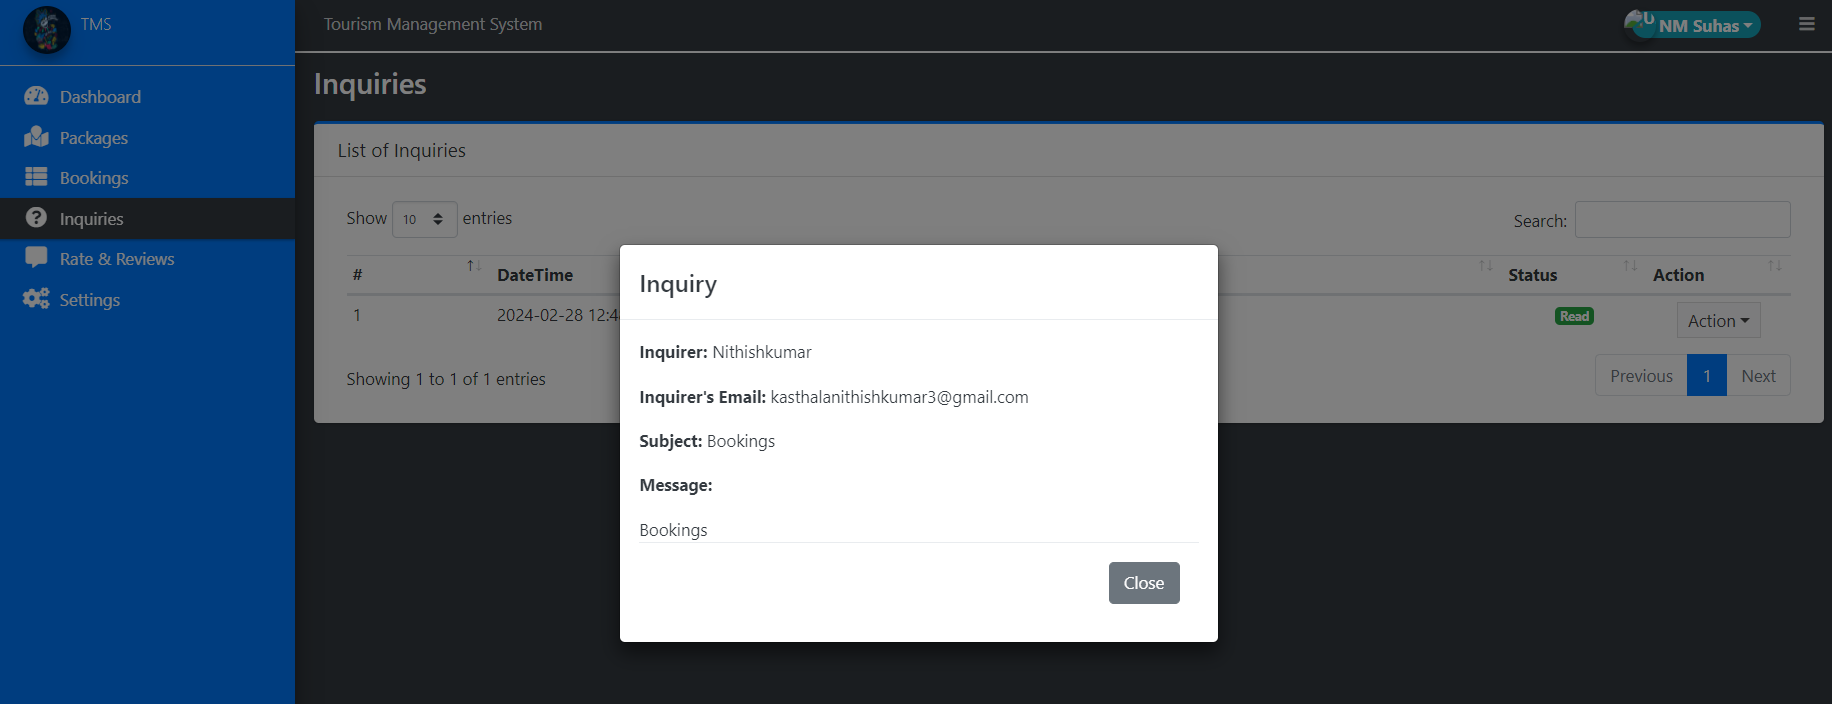 TMS
Tourism Management System
U NM Suhas
Dashboard
Packages
Bookings
Inquiries
Rate & Reviews
Settings
Inquiries
List of Inquiries
Show 10 entries
Search:
# DateTime Status Action
1 2024-02-28 12:4 Read Action
Showing 1 to 1 of 1 entries
Previous 1 Next
Inquiry
Inquirer: Nithishkumar
Inquirer's Email: kasthalanithishkumar3@gmail.com
Subject: Bookings
Message:
Bookings
Close